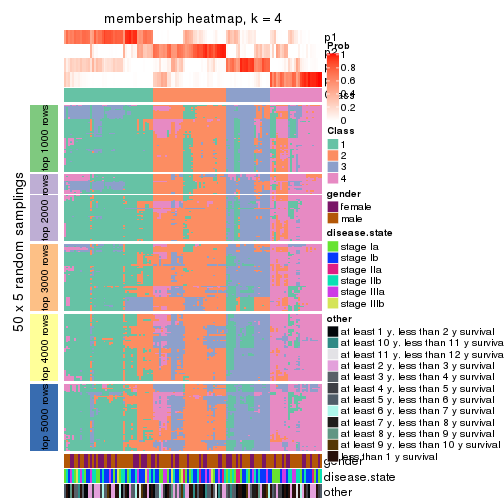 membership heatmap, k = 4
p1
Prob
1
0.8
0.6
0.4
0.2
0
Class
1
2
3
4
gender
female
male
disease.state
stage Ia
stage Ib
stage IIa
stage IIb
stage IIIa
stage IIIb
other
at least 1 y. less than 2 y survival
at least 10 y. less than 11 y survival
at least 11 y. less than 12 y survival
at least 2 y. less than 3 y survival
at least 3 y. less than 4 y survival
at least 4 y. less than 5 y survival
at least 5 y. less than 6 y survival
at least 6 y. less than 7 y survival
at least 7 y. less than 8 y survival
at least 8 y. less than 9 y survival
at least 9 y. less than 10 y survival
less than 1 y survival
50 x 5 random samplings
top 1000 rows
rows
top 2000
top 3000 rows
top 4000 rows
top 5000 rows
gender
disease.state
other